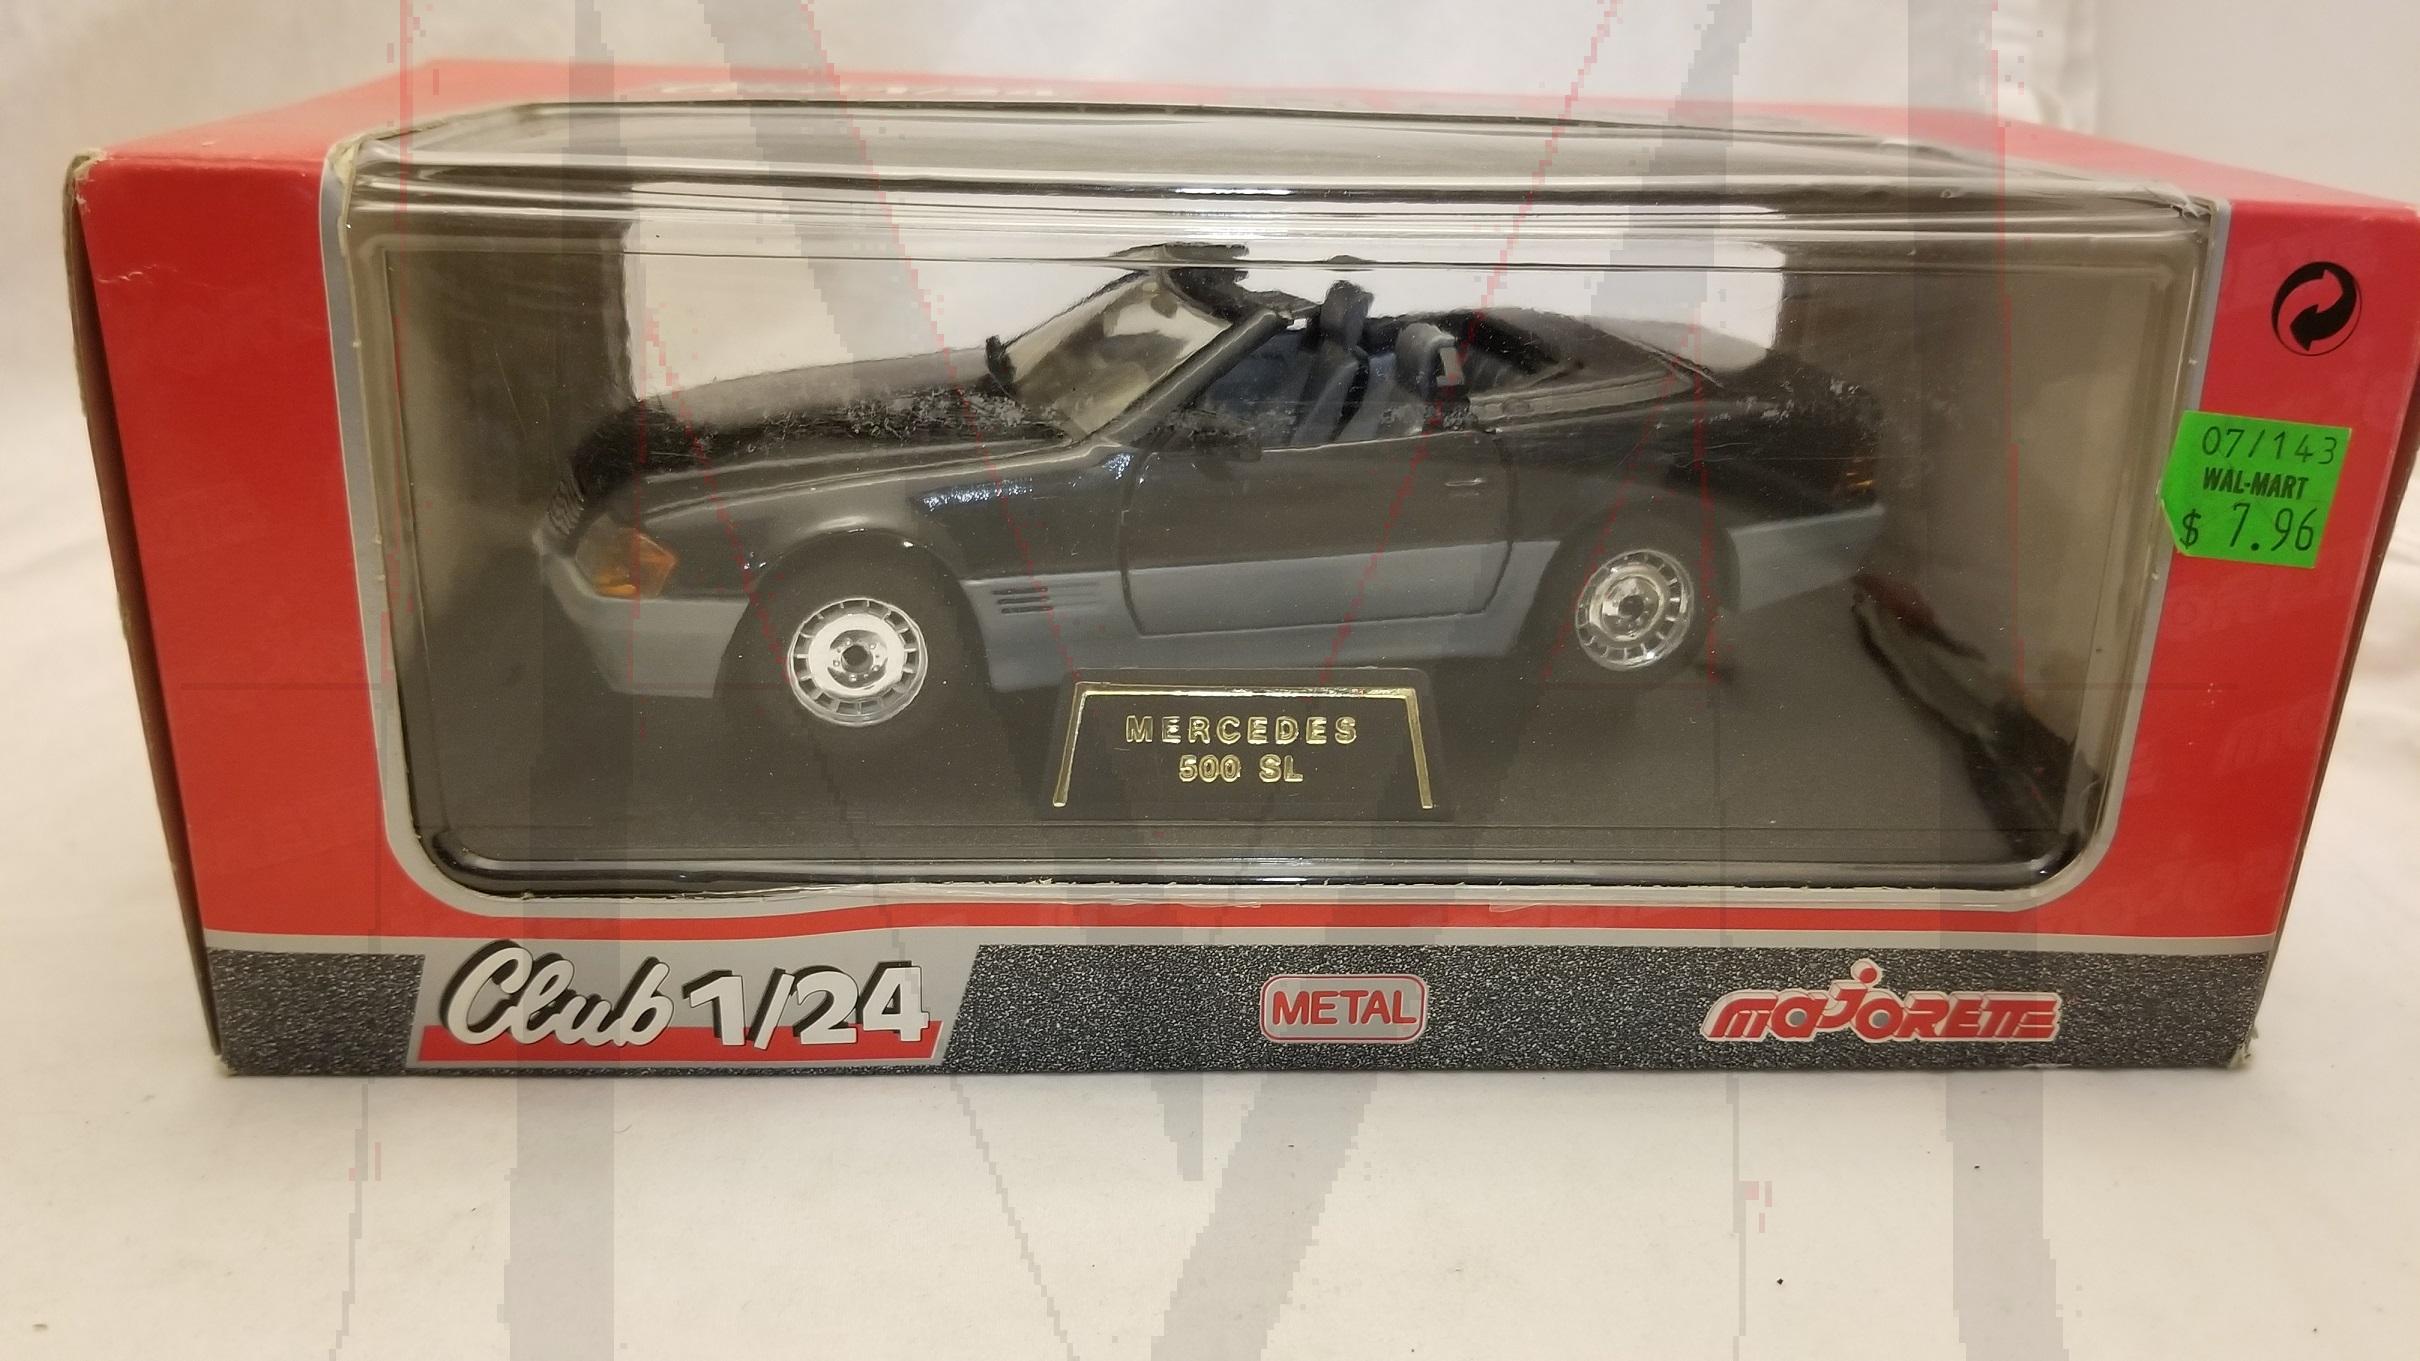 07/143
WAL-MART
$ 7.96
MERCEDES
500 SL
Club 1/24
METAL
MAJORETTE